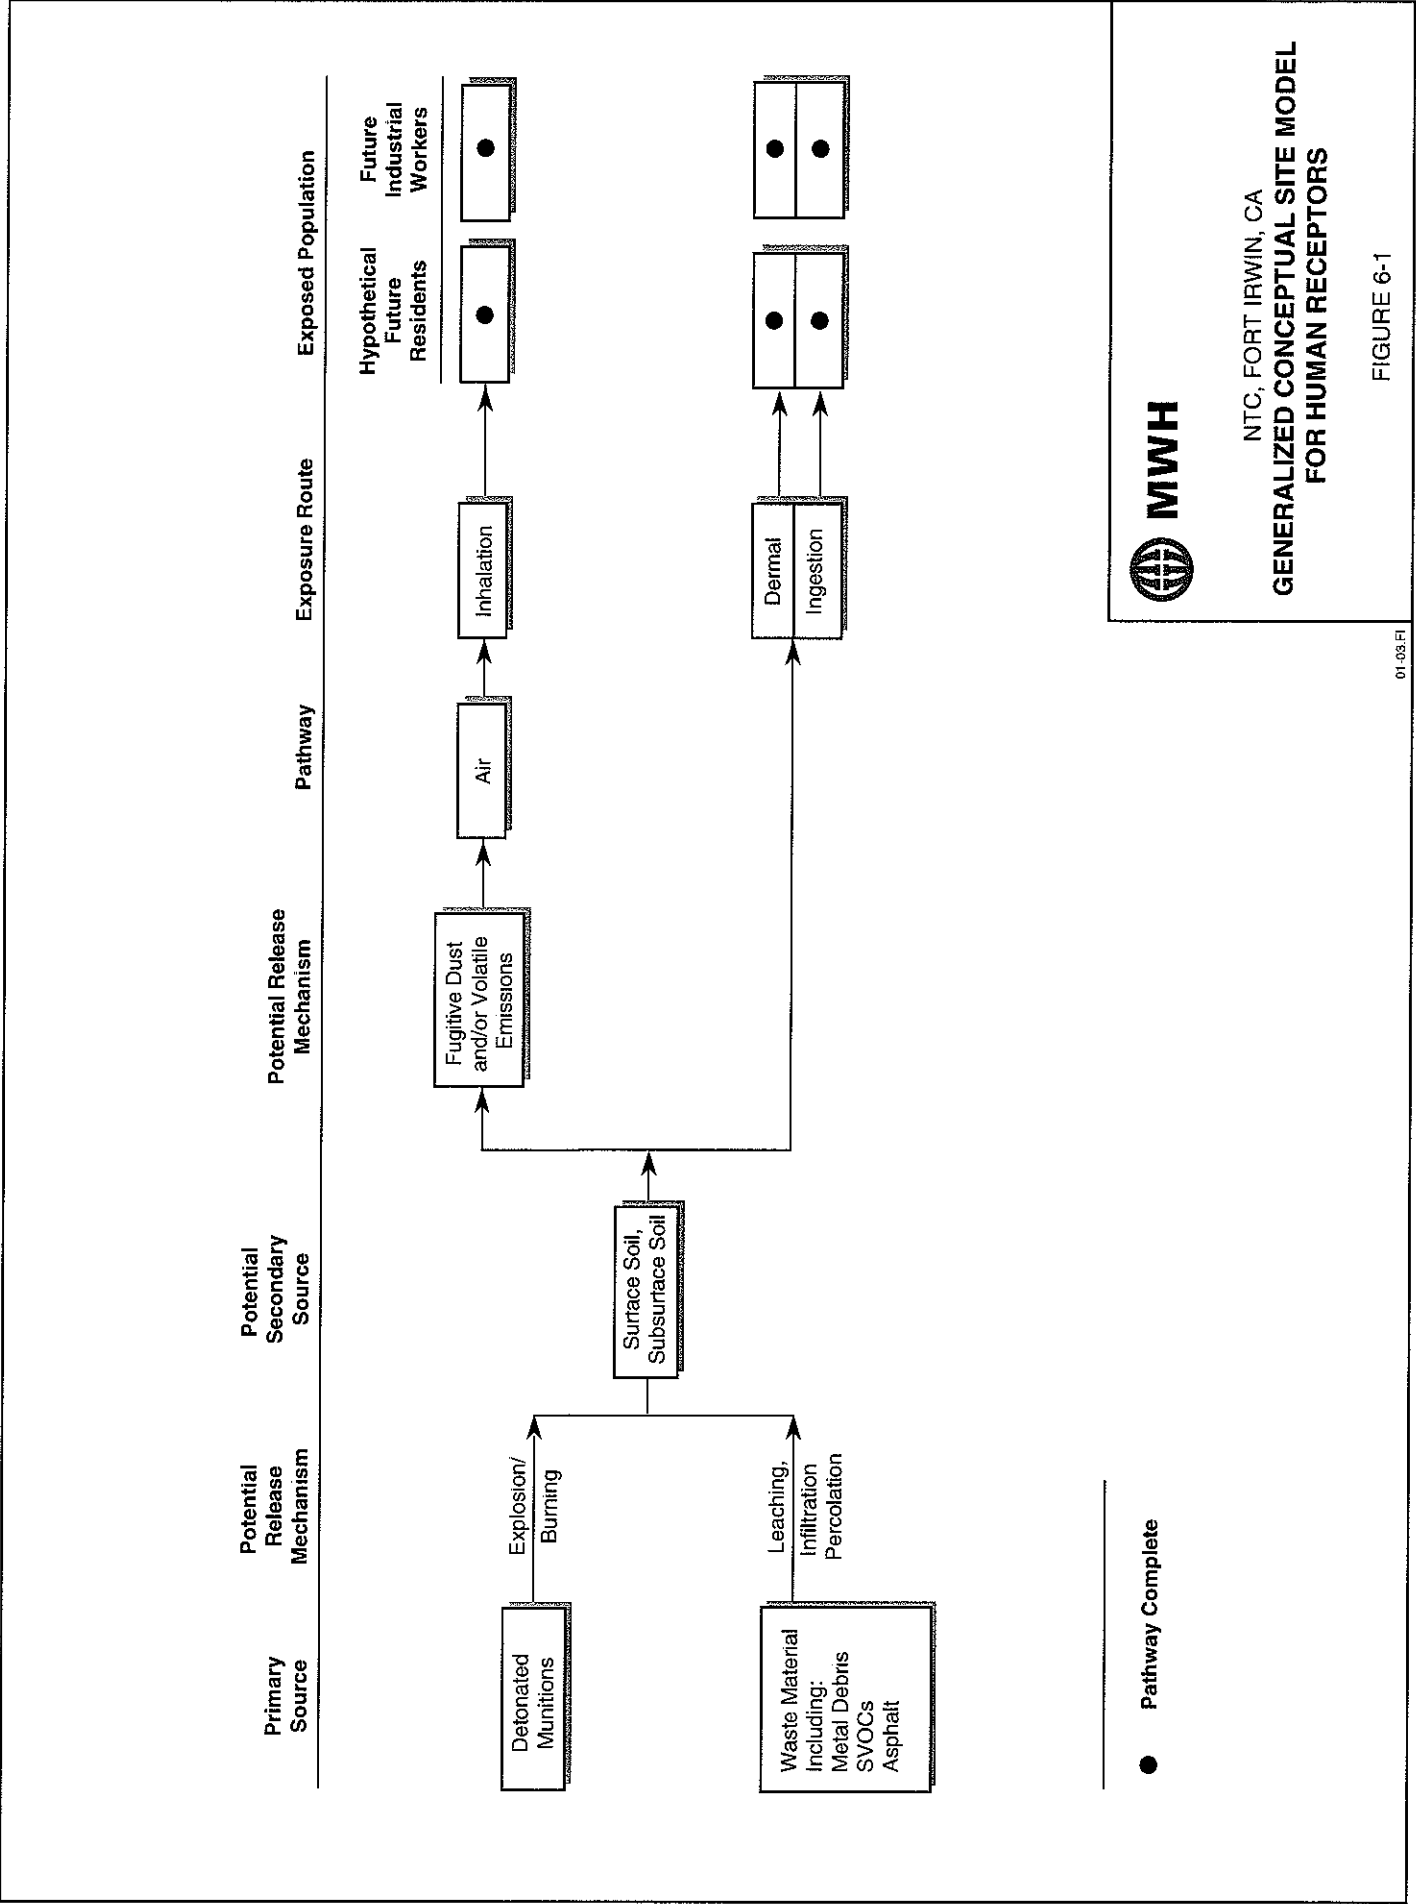 Primary
Source
Potential
Release
Mechanism
Potential
Secondary
Source
Potential Release
Mechanism
Pathway
Exposure Route
Exposed Population
Hypothetical
Future
Residents
Future
Industrial
Workers
Detonated
Munitions
Explosion/
Burning
Waste Material
Including:
Metal Debris
SVOCs
Asphalt
Leaching,
Infiltration
Percolation
Surface Soil,
Subsurface Soil
Fugitive Dust
and/or Volatile
Emissions
Air
Inhalation
Dermal
Ingestion
Pathway Complete
MWH
NTC, FORT IRWIN, CA
GENERALIZED CONCEPTUAL SITE MODEL
FOR HUMAN RECEPTORS
FIGURE 6-1
01-03.FI